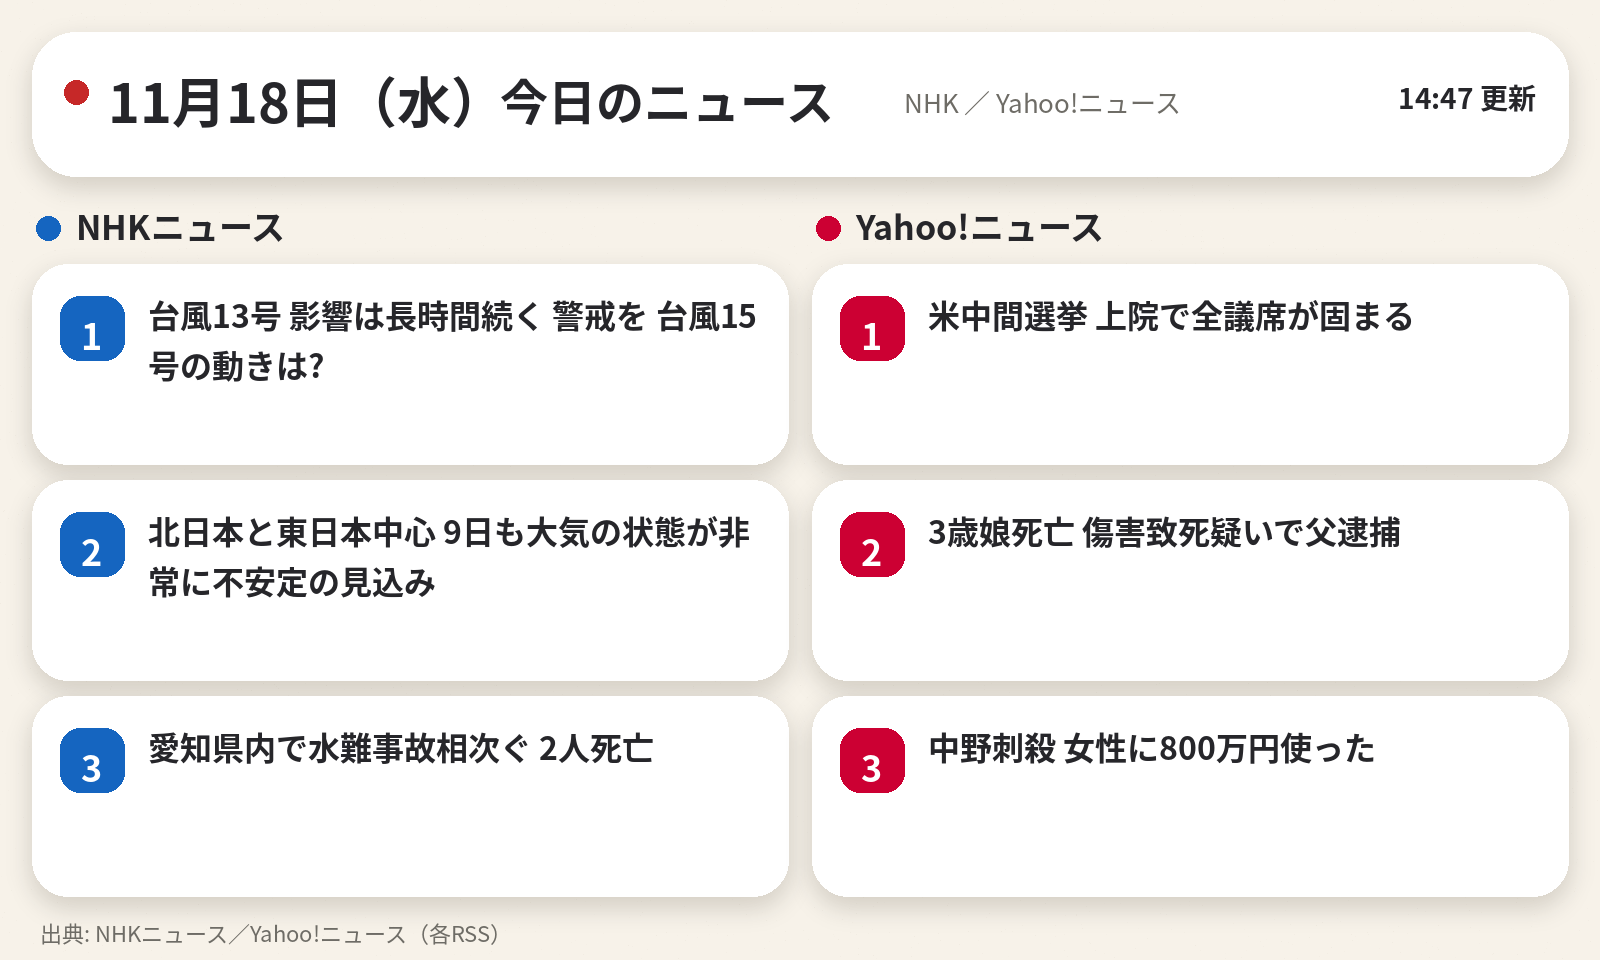 11月18日（水）今日のニュース
NHK ／ Yahoo!ニュース
14:47 更新
NHKニュース
1
台風13号 影響は長時間続く 警戒を 台風15
号の動きは?
2
北日本と東日本中心 9日も大気の状態が非
常に不安定の見込み
3
愛知県内で水難事故相次ぐ 2人死亡
Yahoo!ニュース
1
米中間選挙 上院で全議席が固まる
2
3歳娘死亡 傷害致死疑いで父逮捕
3
中野刺殺 女性に800万円使った
出典: NHKニュース／Yahoo!ニュース（各RSS）